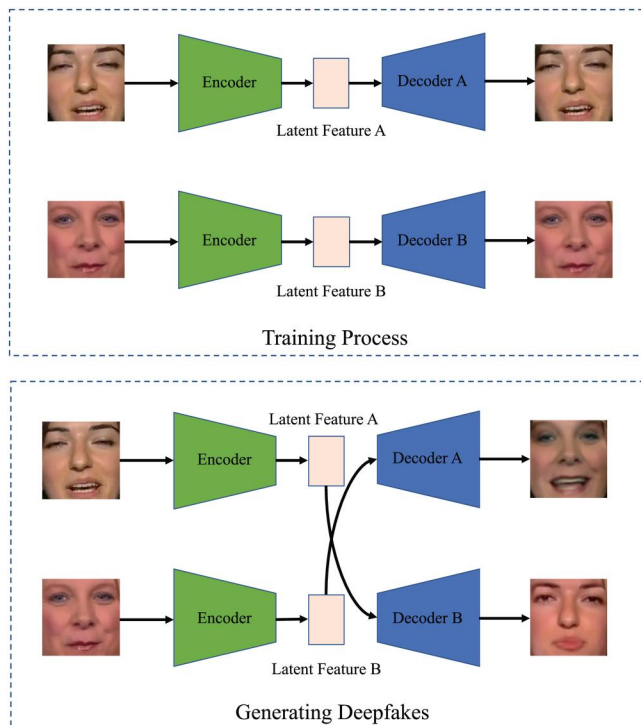 Encoder
Decoder A
Latent Feature A
Encoder
Decoder B
Latent Feature B
Training Process
Latent Feature A
Encoder
Decoder A
Encoder
Decoder B
Latent Feature B
Generating Deepfakes